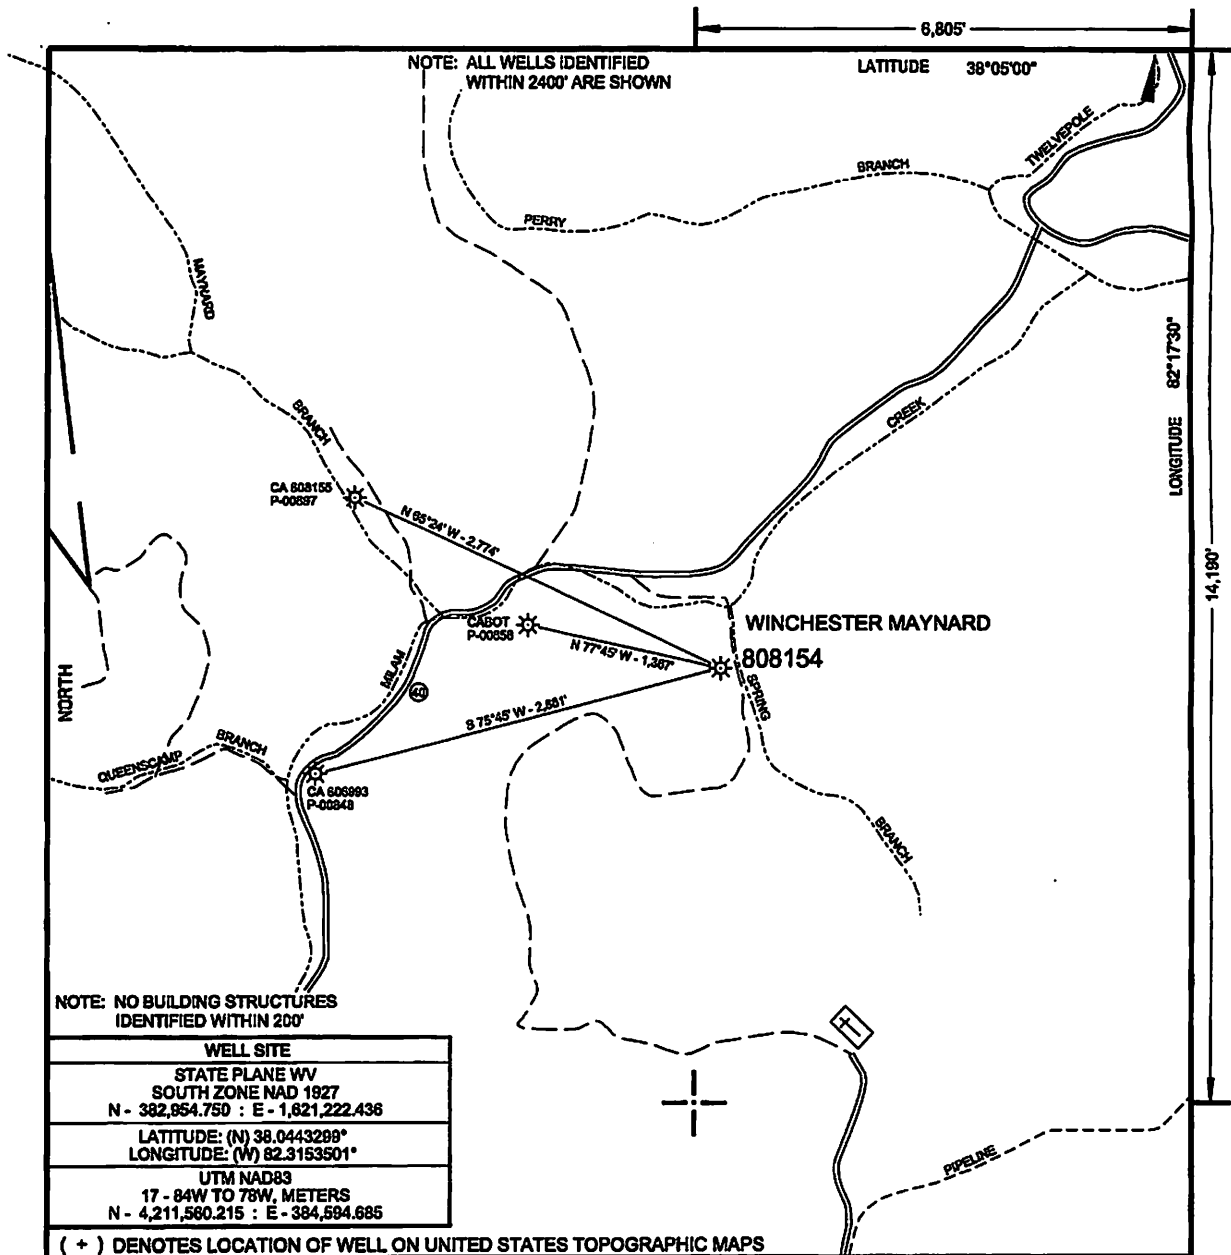 6,805'
NOTE: ALL WELLS IDENTIFIED
WITHIN 2400' ARE SHOWN
LATITUDE 38°05'00"
TWELVEPOLE
BRANCH
PERRY
MAYNARD
LONGITUDE 82°17'30"
BRANCH
CREEK
CA 608155
P-00697
N 65°24' W - 2,774'
14,190'
CABOT
P-00658
WINCHESTER MAYNARD
N 77°45' W - 1,367'
808154
MILAM
40
SPRING
NORTH
S 75°45' W - 2,881'
BRANCH
QUEENSCAMP
CA 606993
P-00848
BRANCH
NOTE: NO BUILDING STRUCTURES
IDENTIFIED WITHIN 200'
WELL SITE
STATE PLANE WV
SOUTH ZONE NAD 1927
N - 382,954.750 : E - 1,621,222.436
LATITUDE: (N) 38.0443299°
LONGITUDE: (W) 82.3153501°
UTM NAD83
17 - 84W TO 78W, METERS
N - 4,211,560.215 : E - 384,594.685
PIPELINE
( + ) DENOTES LOCATION OF WELL ON UNITED STATES TOPOGRAPHIC MAPS